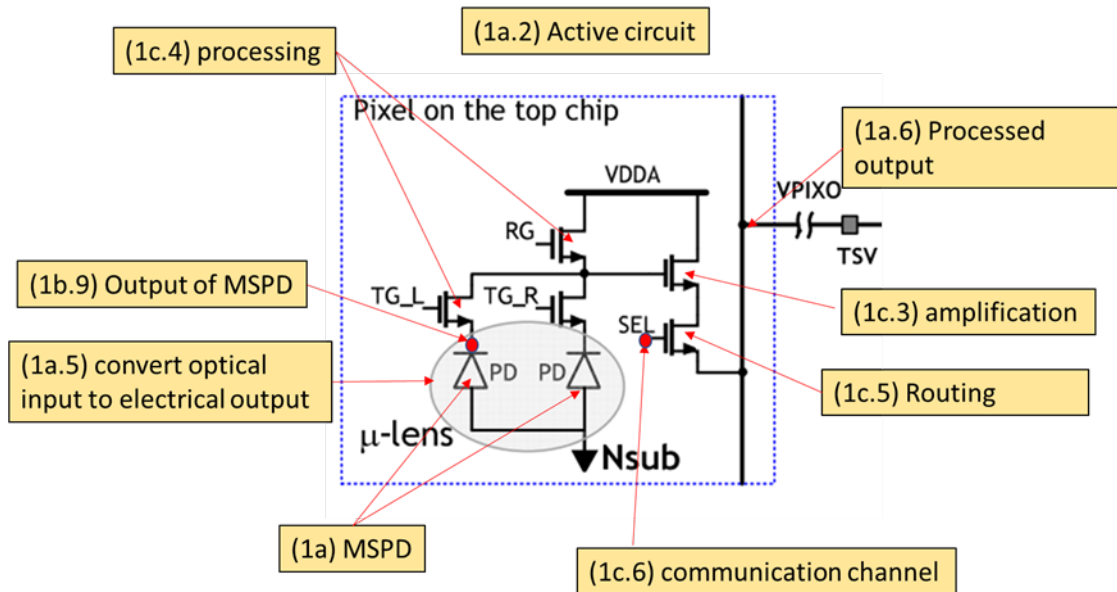 (1a.2) Active circuit
(1c.4) processing
Pixel on the top chip
(1a.6) Processed
output
VDDA
VPIXO
RG
TSV
(1b.9) Output of MSPD
TG_L
TG_R
(1c.3) amplification
SEL
(1a.5) convert optical
input to electrical output
PD
PD
(1c.5) Routing
μ-lens
Nsub
(1a) MSPD
(1c.6) communication channel